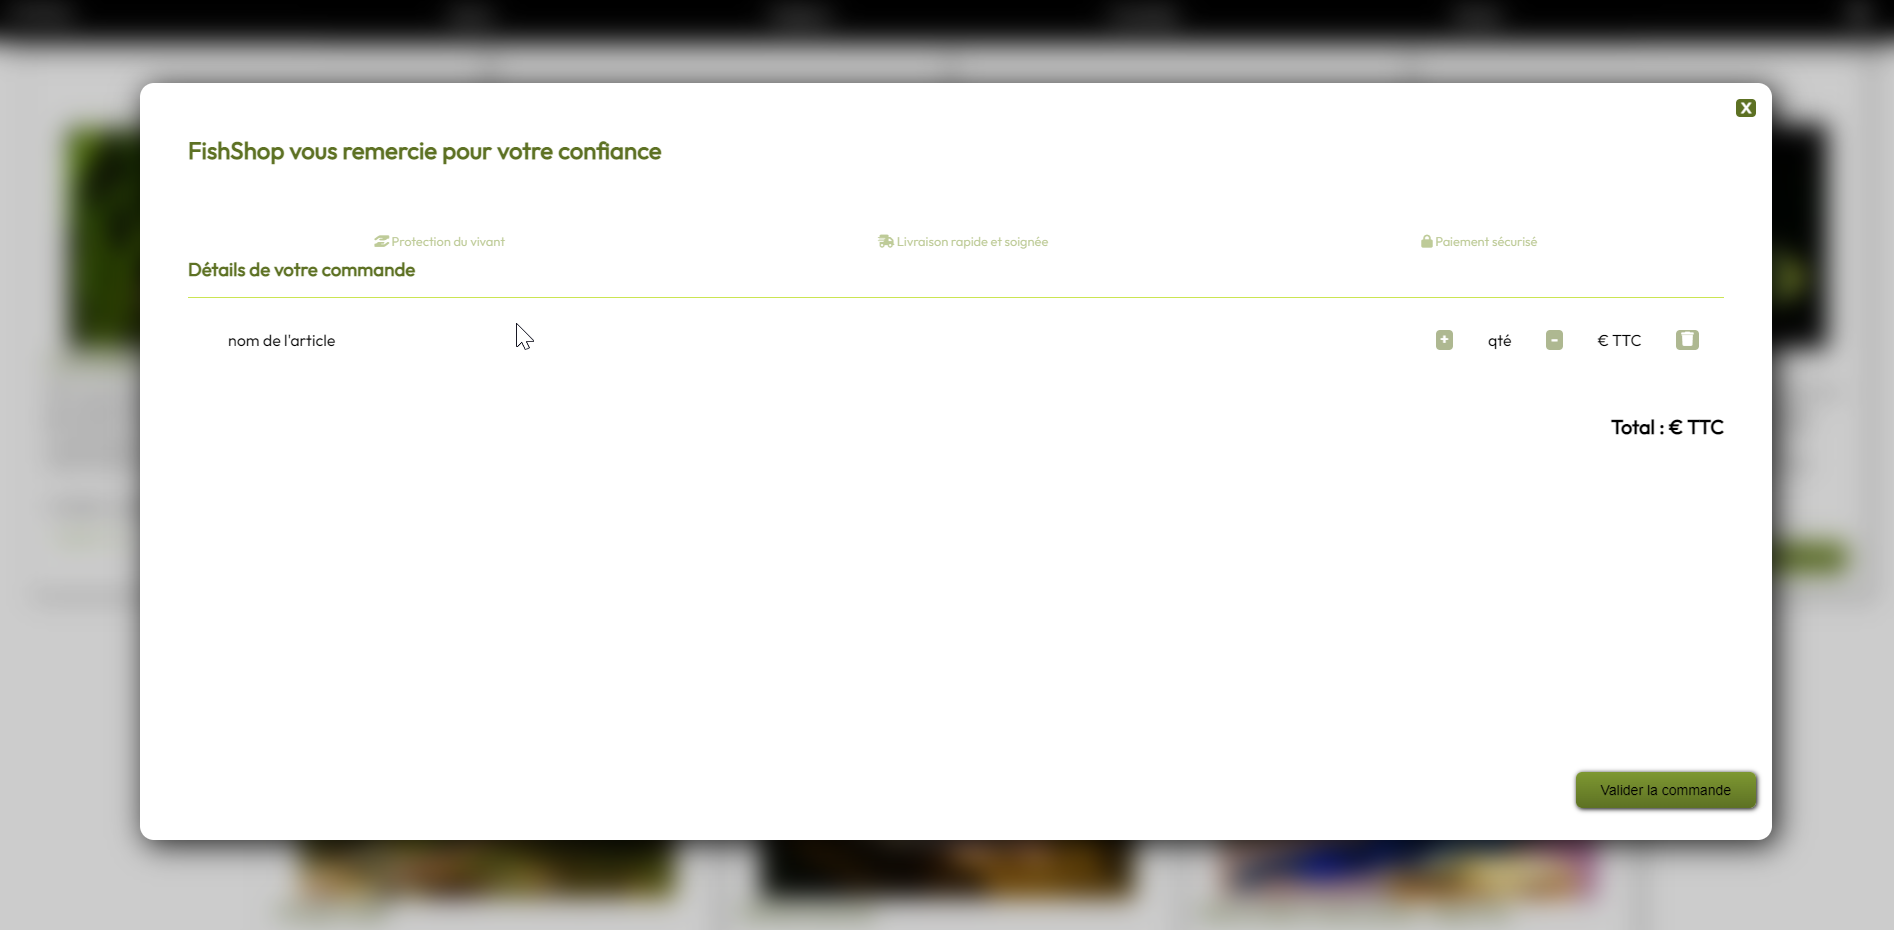 X
FishShop vous remercie pour votre confiance
Protection du vivant Livraison rapide et soignée Paiement sécurisé
Détails de votre commande
nom de l'article + qté - € TTC
Total : € TTC
Valider la commande